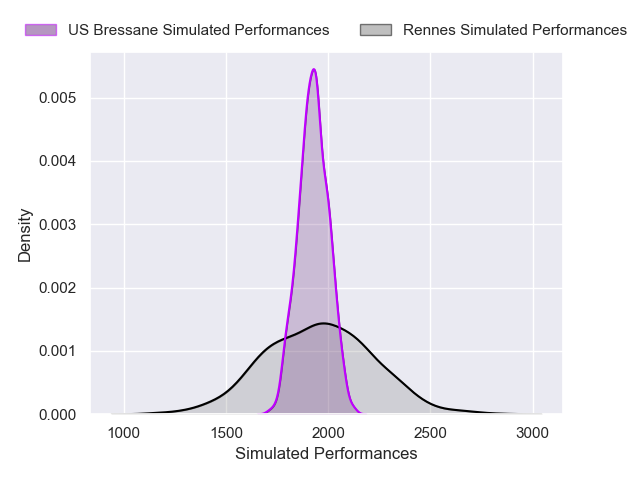 US Bressane Simulated Performances Rennes Simulated Performances
0.005
0.004
0.003
0.002
0.001
0.000
Density
1000 1500 2000 2500 3000
Simulated Performances